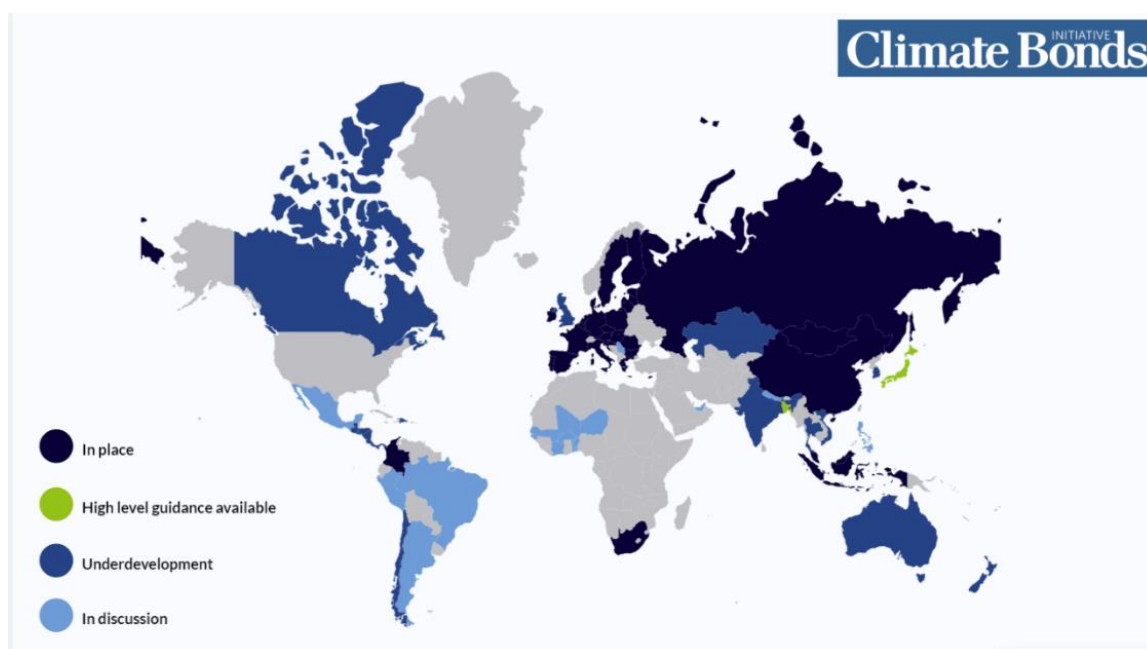 INITIATIVE
Climate Bonds
In place
High level guidance available
Underdevelopment
In discussion